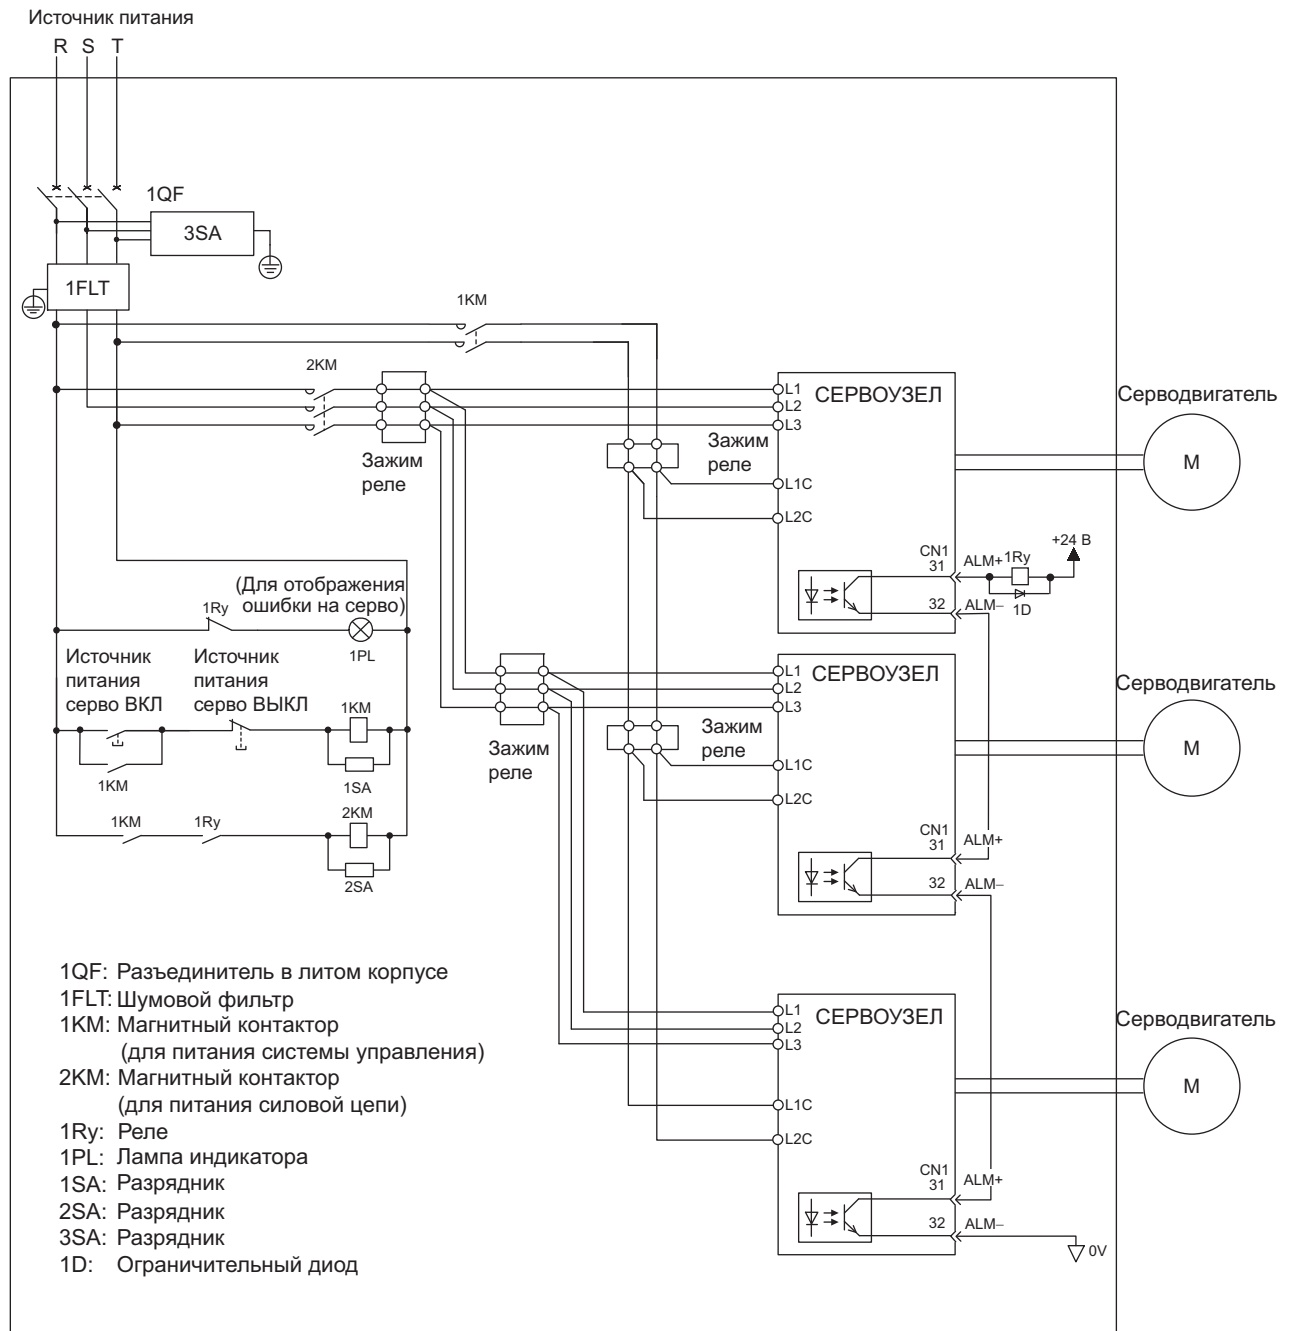 Источник питания
R S T
1QF
3SA
1FLT
1KM
2KM
L1
L2
L3
СЕРВОУЗЕЛ
Серводвигатель
M
Зажим
реле
Зажим
реле
L1C
L2C
CN1
31
ALM+
1Ry
+24 В
32
ALM–
1D
(Для отображения
ошибки на серво)
1Ry
1PL
Источник
питания
серво ВКЛ
Источник
питания
серво ВЫКЛ
1KM
1KM
1SA
1KM
1Ry
2KM
2SA
L1
L2
L3
СЕРВОУЗЕЛ
Серводвигатель
M
Зажим
реле
Зажим
реле
L1C
L2C
CN1
31
ALM+
32
ALM–
1QF: Разъединитель в литом корпусе
1FLT: Шумовой фильтр
1KM: Магнитный контактор
(для питания системы управления)
2KM: Магнитный контактор
(для питания силовой цепи)
1Ry: Реле
1PL: Лампа индикатора
1SA: Разрядник
2SA: Разрядник
3SA: Разрядник
1D: Ограничительный диод
L1
L2
L3
СЕРВОУЗЕЛ
Серводвигатель
M
L1C
L2C
CN1
31
ALM+
32
ALM–
0V